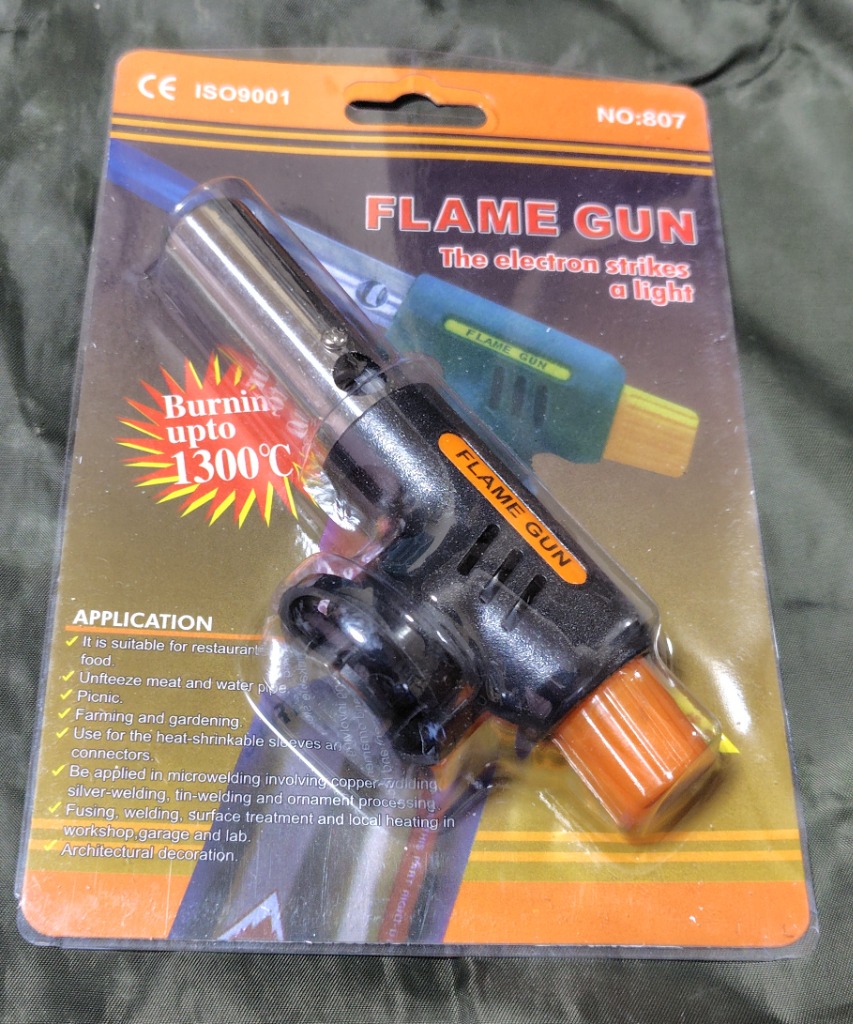 CE ISO9001
NO:807
FLAME GUN
The electron strikes
a light
FLAME GUN
Burnin
upto
1300℃
FLAME GUN
APPLICATION
✓ It is suitable for restaurant
food.
✓ Unfteeze meat and water pipe.
✓ Picnic.
✓ Farming and gardening.
✓ Use for the heat-shrinkable sleeves
connectors.
✓ Be applied in microwelding involving copper-wdiding,
silver-welding, tin-welding and ornament processing.
✓ Fusing, welding, surface treatment and local heating in
workshop,garage and lab.
✓ Architectural decoration.